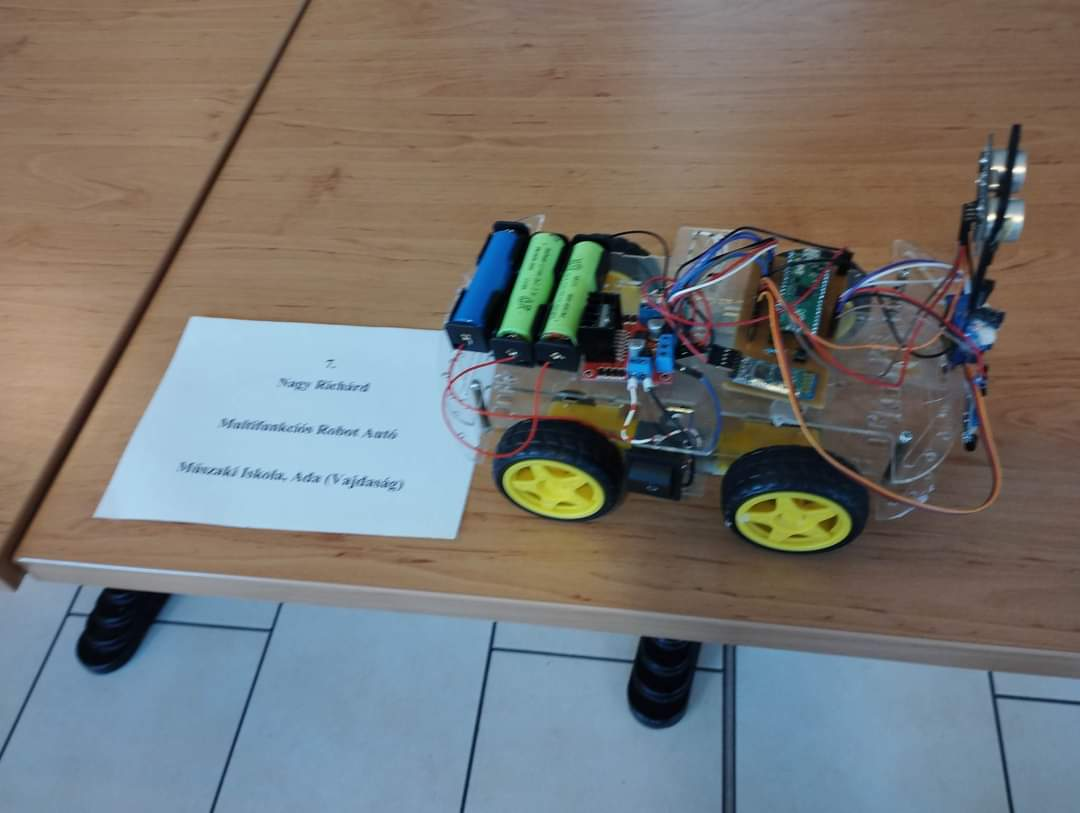 7.
Nagy Richárd
Multifunkciós Robot Autó
Műszaki Iskola, Ada (Vajdaság)